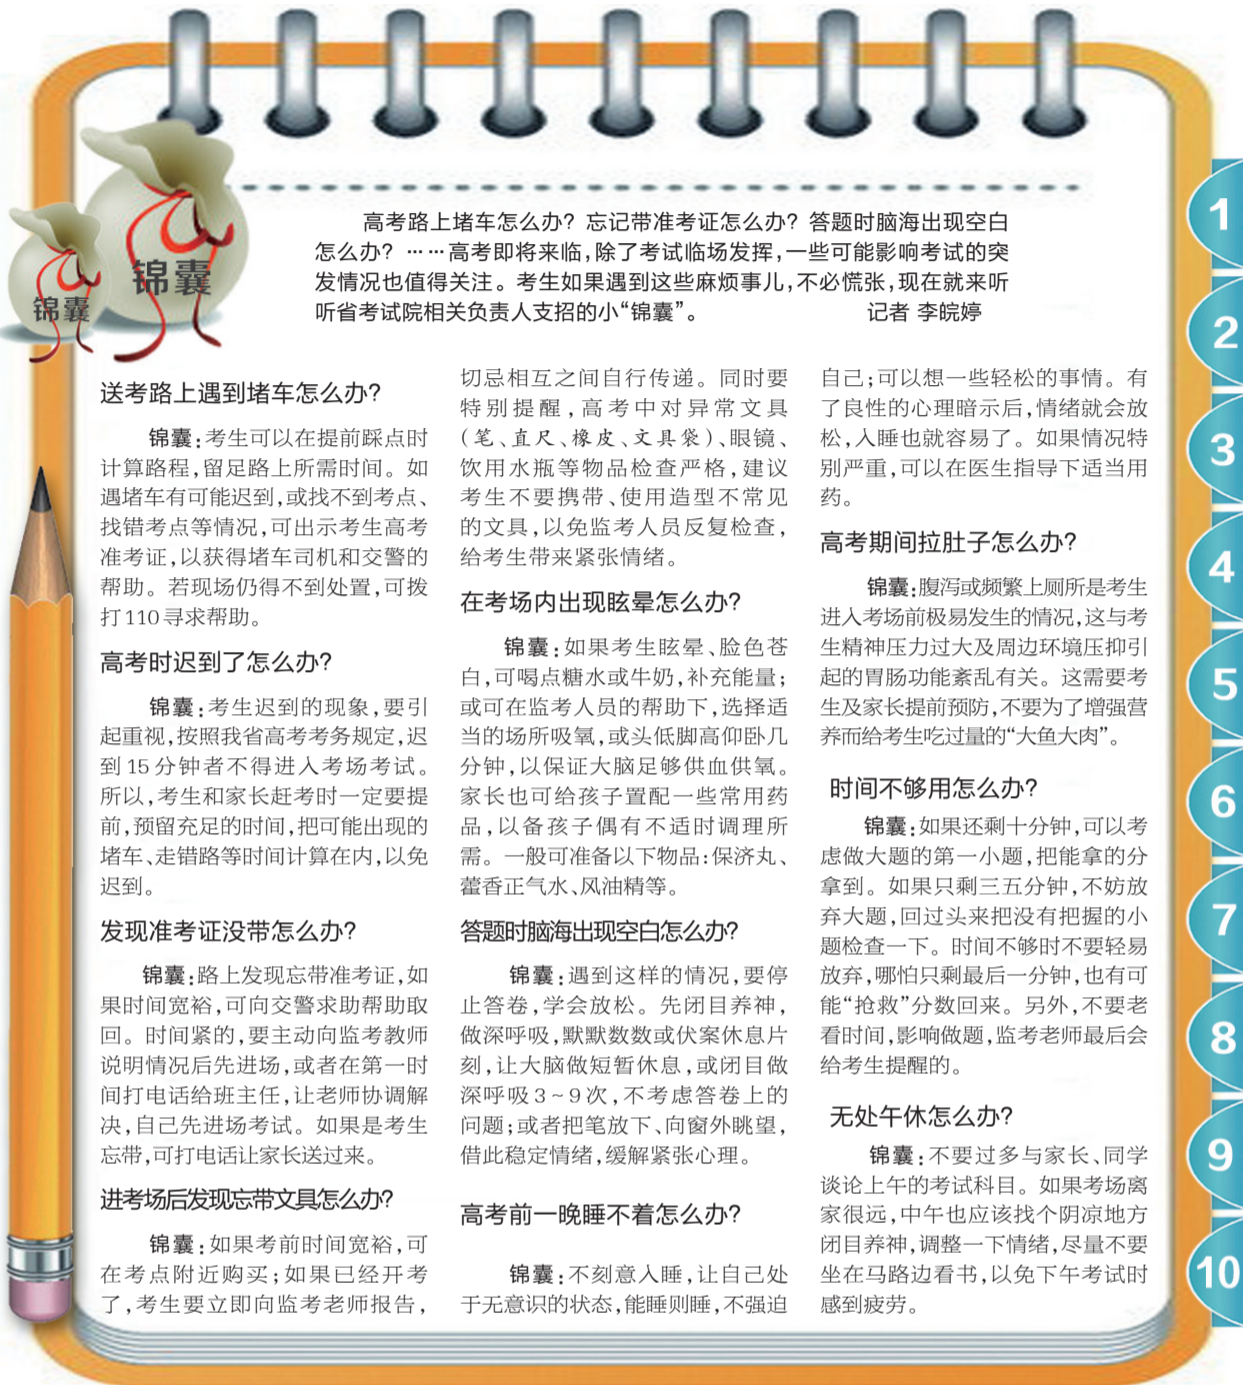 高考路上堵车怎么办？忘记带准考证怎么办？答题时脑海出现空白
怎么办？……高考即将来临，除了考试临场发挥，一些可能影响考试的突
发情况也值得关注。考生如果遇到这些麻烦事儿，不必慌张，现在就来听
听省考试院相关负责人支招的小“锦囊”。 记者 李皖婷
锦囊
锦囊
送考路上遇到堵车怎么办？
锦囊：考生可以在提前踩点时
计算路程，留足路上所需时间。如
遇堵车有可能迟到，或找不到考点、
找错考点等情况，可出示考生高考
准考证，以获得堵车司机和交警的
帮助。若现场仍得不到处置，可拨
打110寻求帮助。
高考时迟到了怎么办？
锦囊：考生迟到的现象，要引
起重视，按照我省高考考务规定，迟
到15分钟者不得进入考场考试。
所以，考生和家长赶考时一定要提
前，预留充足的时间，把可能出现的
堵车、走错路等时间计算在内，以免
迟到。
发现准考证没带怎么办？
锦囊：路上发现忘带准考证，如
果时间宽裕，可向交警求助帮助取
回。时间紧的，要主动向监考教师
说明情况后先进场，或者在第一时
间打电话给班主任，让老师协调解
决，自己先进场考试。如果是考生
忘带，可打电话让家长送过来。
进考场后发现忘带文具怎么办？
锦囊：如果考前时间宽裕，可
在考点附近购买；如果已经开考
了，考生要立即向监考老师报告，
切忌相互之间自行传递。同时要
特别提醒，高考中对异常文具
（笔、直尺、橡皮、文具袋）、眼镜、
饮用水瓶等物品检查严格，建议
考生不要携带、使用造型不常见
的文具，以免监考人员反复检查，
给考生带来紧张情绪。
在考场内出现眩晕怎么办？
锦囊：如果考生眩晕、脸色苍
白，可喝点糖水或牛奶，补充能量；
或可在监考人员的帮助下，选择适
当的场所吸氧，或头低脚高仰卧几
分钟，以保证大脑足够供血供氧。
家长也可给孩子置配一些常用药
品，以备孩子偶有不适时调理所
需。一般可准备以下物品：保济丸、
藿香正气水、风油精等。
答题时脑海出现空白怎么办？
锦囊：遇到这样的情况，要停
止答卷，学会放松。先闭目养神，
做深呼吸，默默数数或伏案休息片
刻，让大脑做短暂休息，或闭目做
深呼吸3～9次，不考虑答卷上的
问题；或者把笔放下、向窗外眺望，
借此稳定情绪，缓解紧张心理。
高考前一晚睡不着怎么办？
锦囊：不刻意入睡，让自己处
于无意识的状态，能睡则睡，不强迫
自己；可以想一些轻松的事情。有
了良性的心理暗示后，情绪就会放
松，入睡也就容易了。如果情况特
别严重，可以在医生指导下适当用
药。
高考期间拉肚子怎么办？
锦囊：腹泻或频繁上厕所是考生
进入考场前极易发生的情况，这与考
生精神压力过大及周边环境压抑引
起的胃肠功能紊乱有关。这需要考
生及家长提前预防，不要为了增强营
养而给考生吃过量的“大鱼大肉”。
时间不够用怎么办？
锦囊：如果还剩十分钟，可以考
虑做大题的第一小题，把能拿的分
拿到。如果只剩三五分钟，不妨放
弃大题，回过头来把没有把握的小
题检查一下。时间不够时不要轻易
放弃，哪怕只剩最后一分钟，也有可
能“抢救”分数回来。另外，不要老
看时间，影响做题，监考老师最后会
给考生提醒的。
无处午休怎么办？
锦囊：不要过多与家长、同学
谈论上午的考试科目。如果考场离
家很远，中午也应该找个阴凉地方
闭目养神，调整一下情绪，尽量不要
坐在马路边看书，以免下午考试时
感到疲劳。
1
2
3
4
5
6
7
8
9
10